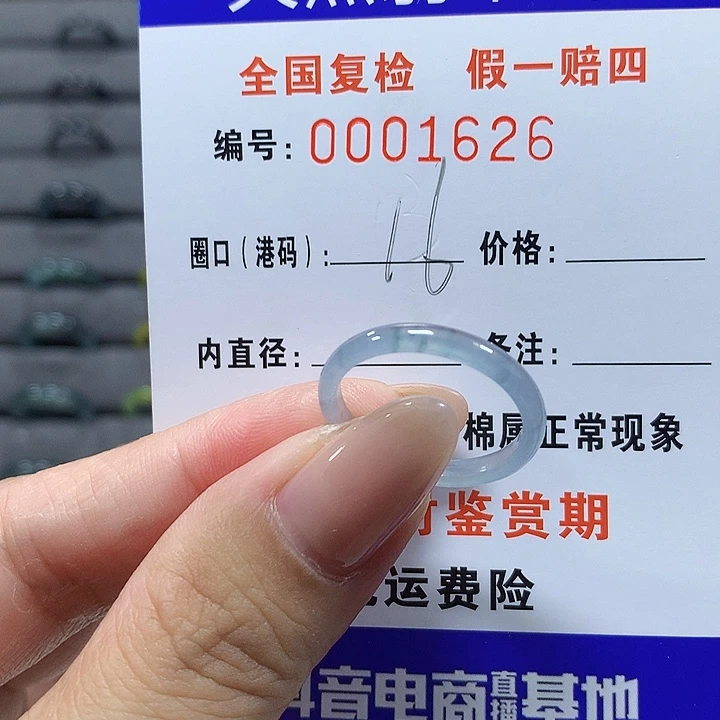 全国复检 假一赔四
编号：0001626
圈口（港码）：16 价格：
内直径： 备注：
棉属正常现象
鉴赏期
运费险
抖音电商直播基地